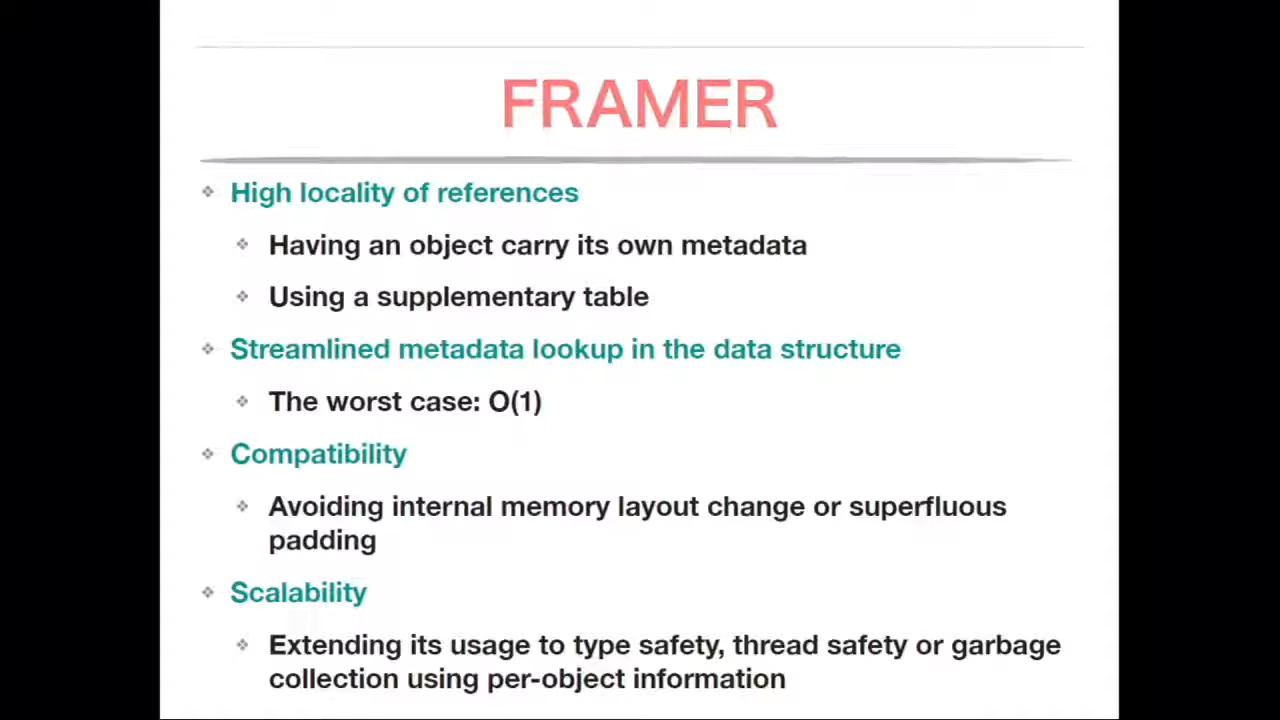 FRAMER
High locality of references
Having an object carry its own metadata
Using a supplementary table
Streamlined metadata lookup in the data structure
The worst case: O(1)
Compatibility
Avoiding internal memory layout change or superfluous
padding
Scalability
Extending its usage to type safety, thread safety or garbage
collection using per-object information